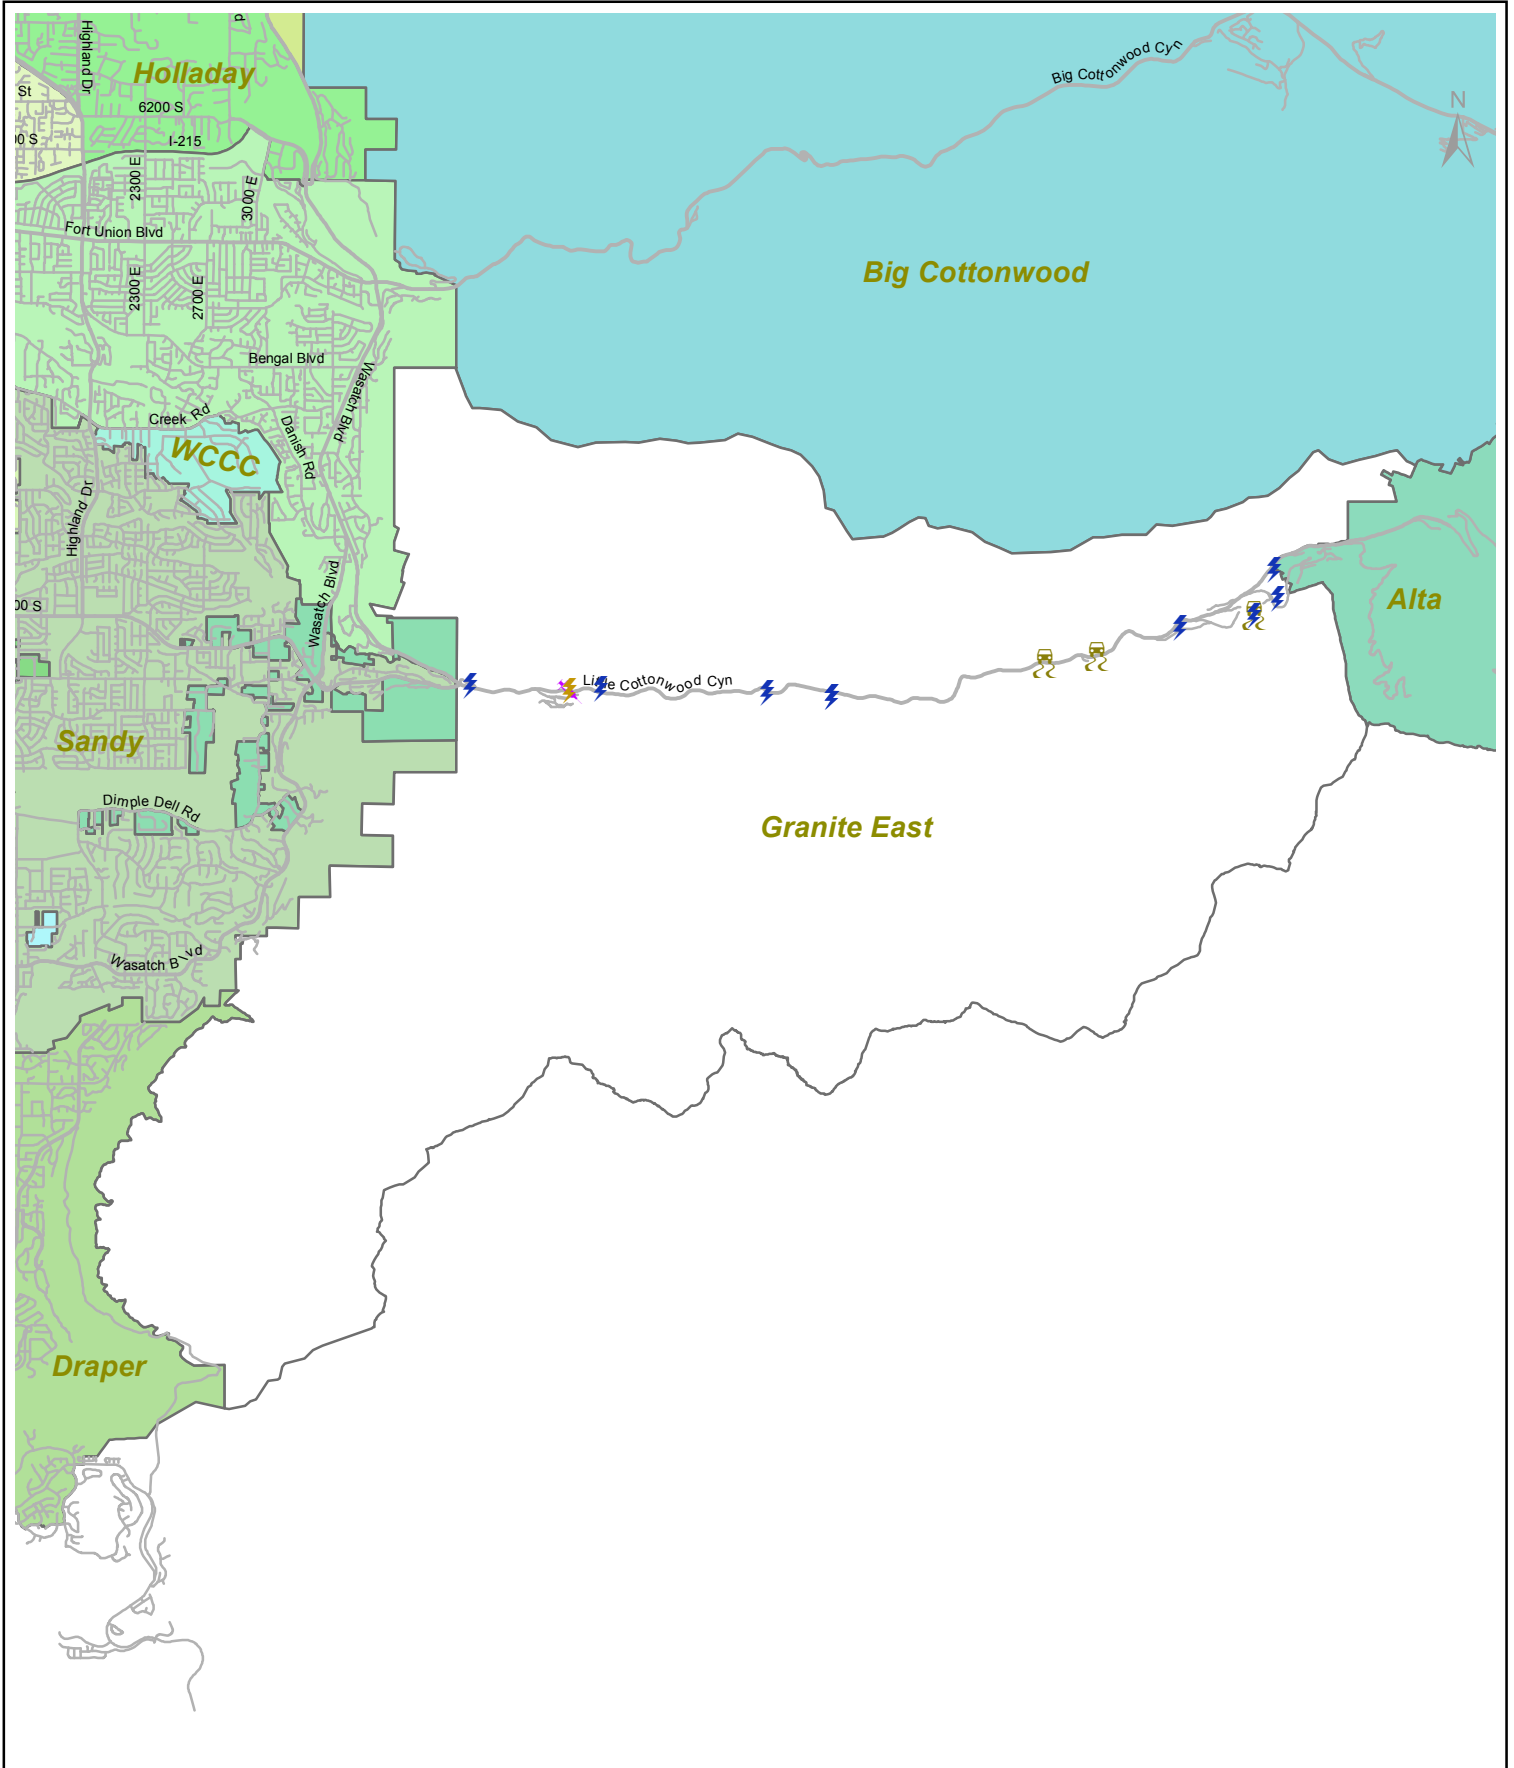 Highland Dr
d
Holladay
St
6200 S
00 S
I-215
2300 E
3000 E
Fort Union Blvd
2300 E
2700 E
Bengal Blvd
Wasatch Blvd
Creek Rd
Danish Rd
WCCC
Highland Dr
Big Cottonwood Cyn
N
Big Cottonwood
Wasatch Blvd
00 S
Alta
Little Cottonwood Cyn
Sandy
Dimple Dell Rd
Granite East
Wasatch Blvd
Draper